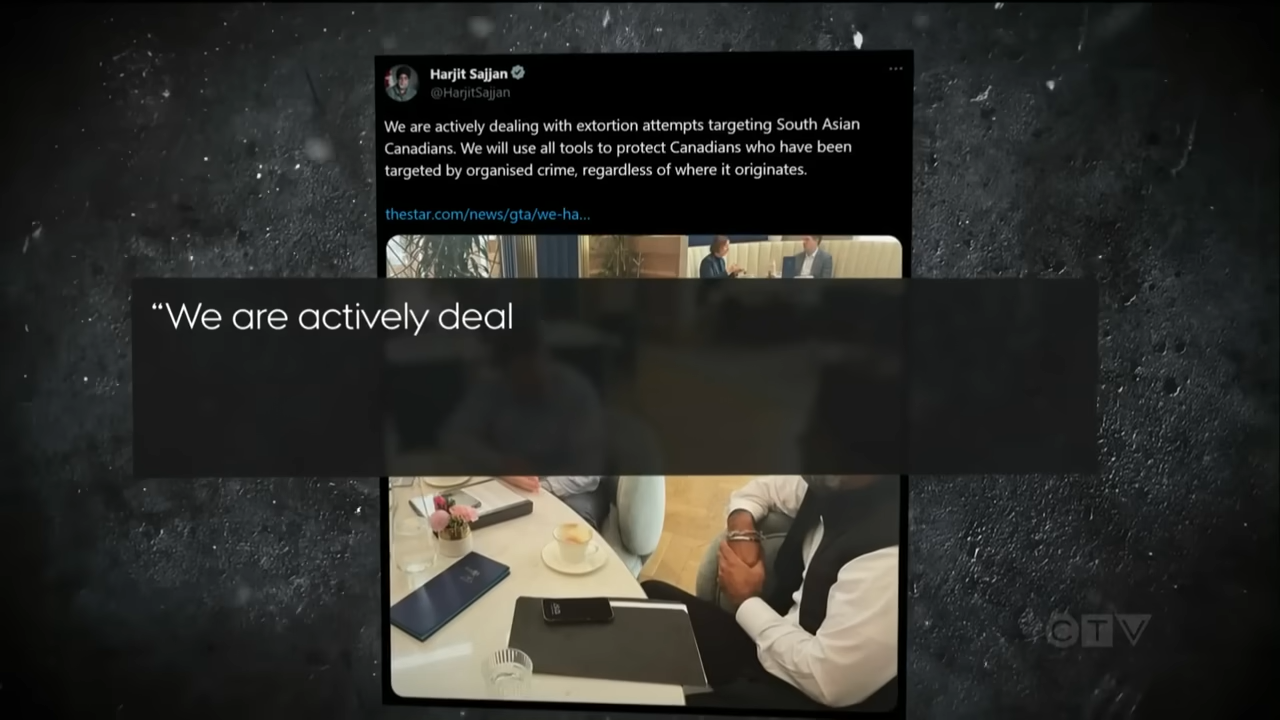 Harjit Sajjan
@HarjitSajjan
We are actively dealing with extortion attempts targeting South Asian
Canadians. We will use all tools to protect Canadians who have been
targeted by organised crime, regardless of where it originates.
thestar.com/news/gta/we-ha...
“We are actively deal
CTV